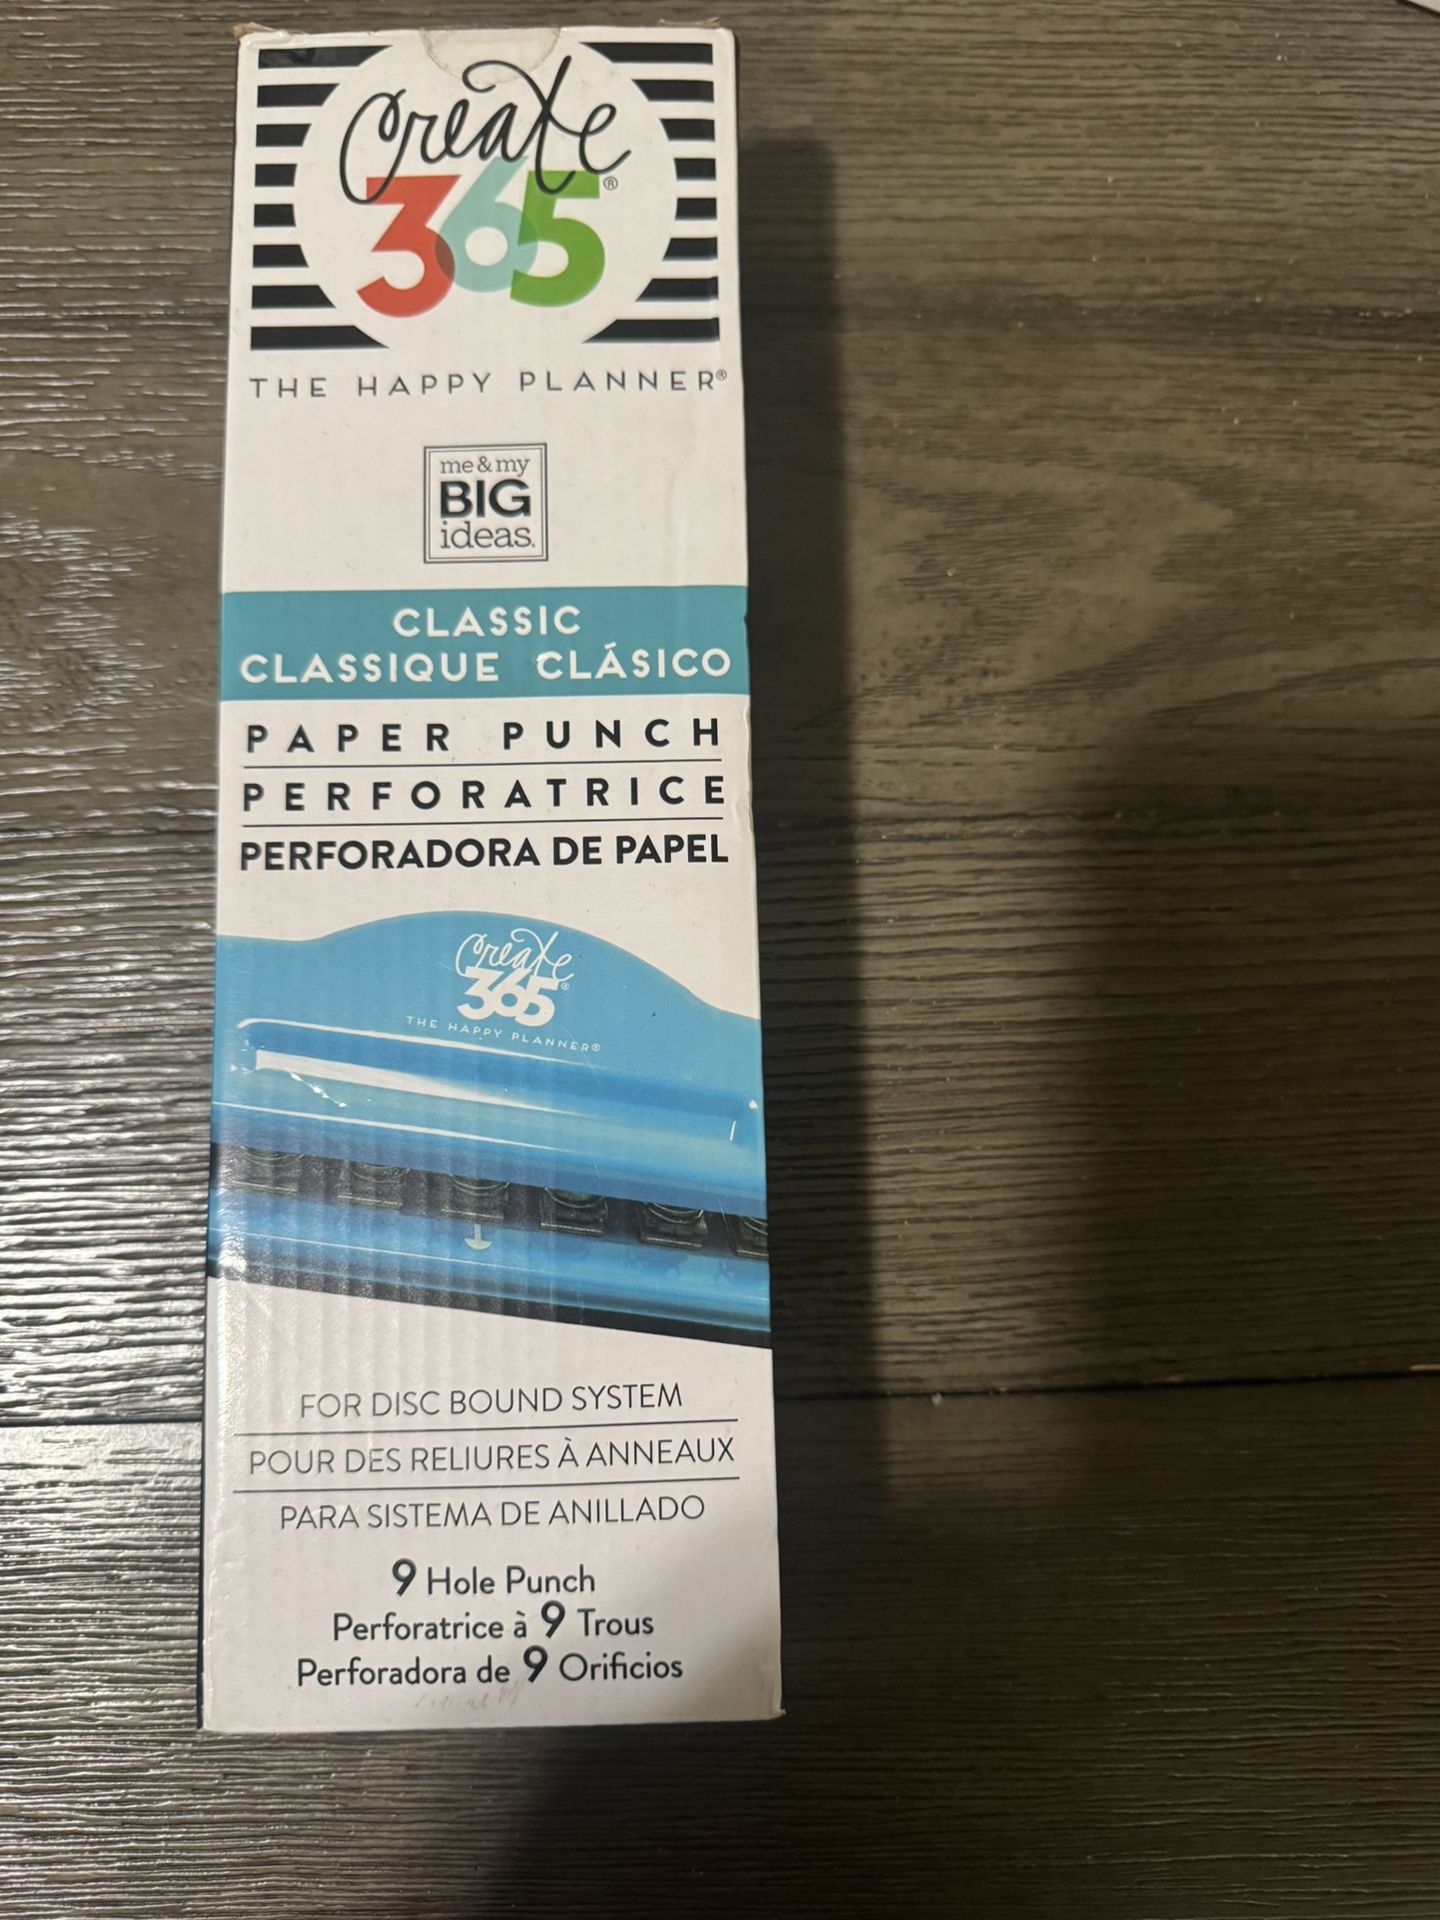 Create
365®
THE HAPPY PLANNER®
me & my
BIG
ideas.
CLASSIC
CLASSIQUE CLÁSICO
PAPER PUNCH
PERFORATRICE
PERFORADORA DE PAPEL
Create
365®
THE HAPPY PLANNER®
FOR DISC BOUND SYSTEM
POUR DES RELIURES À ANNEAUX
PARA SISTEMA DE ANILLADO
9 Hole Punch
Perforatrice à 9 Trous
Perforadora de 9 Orificios